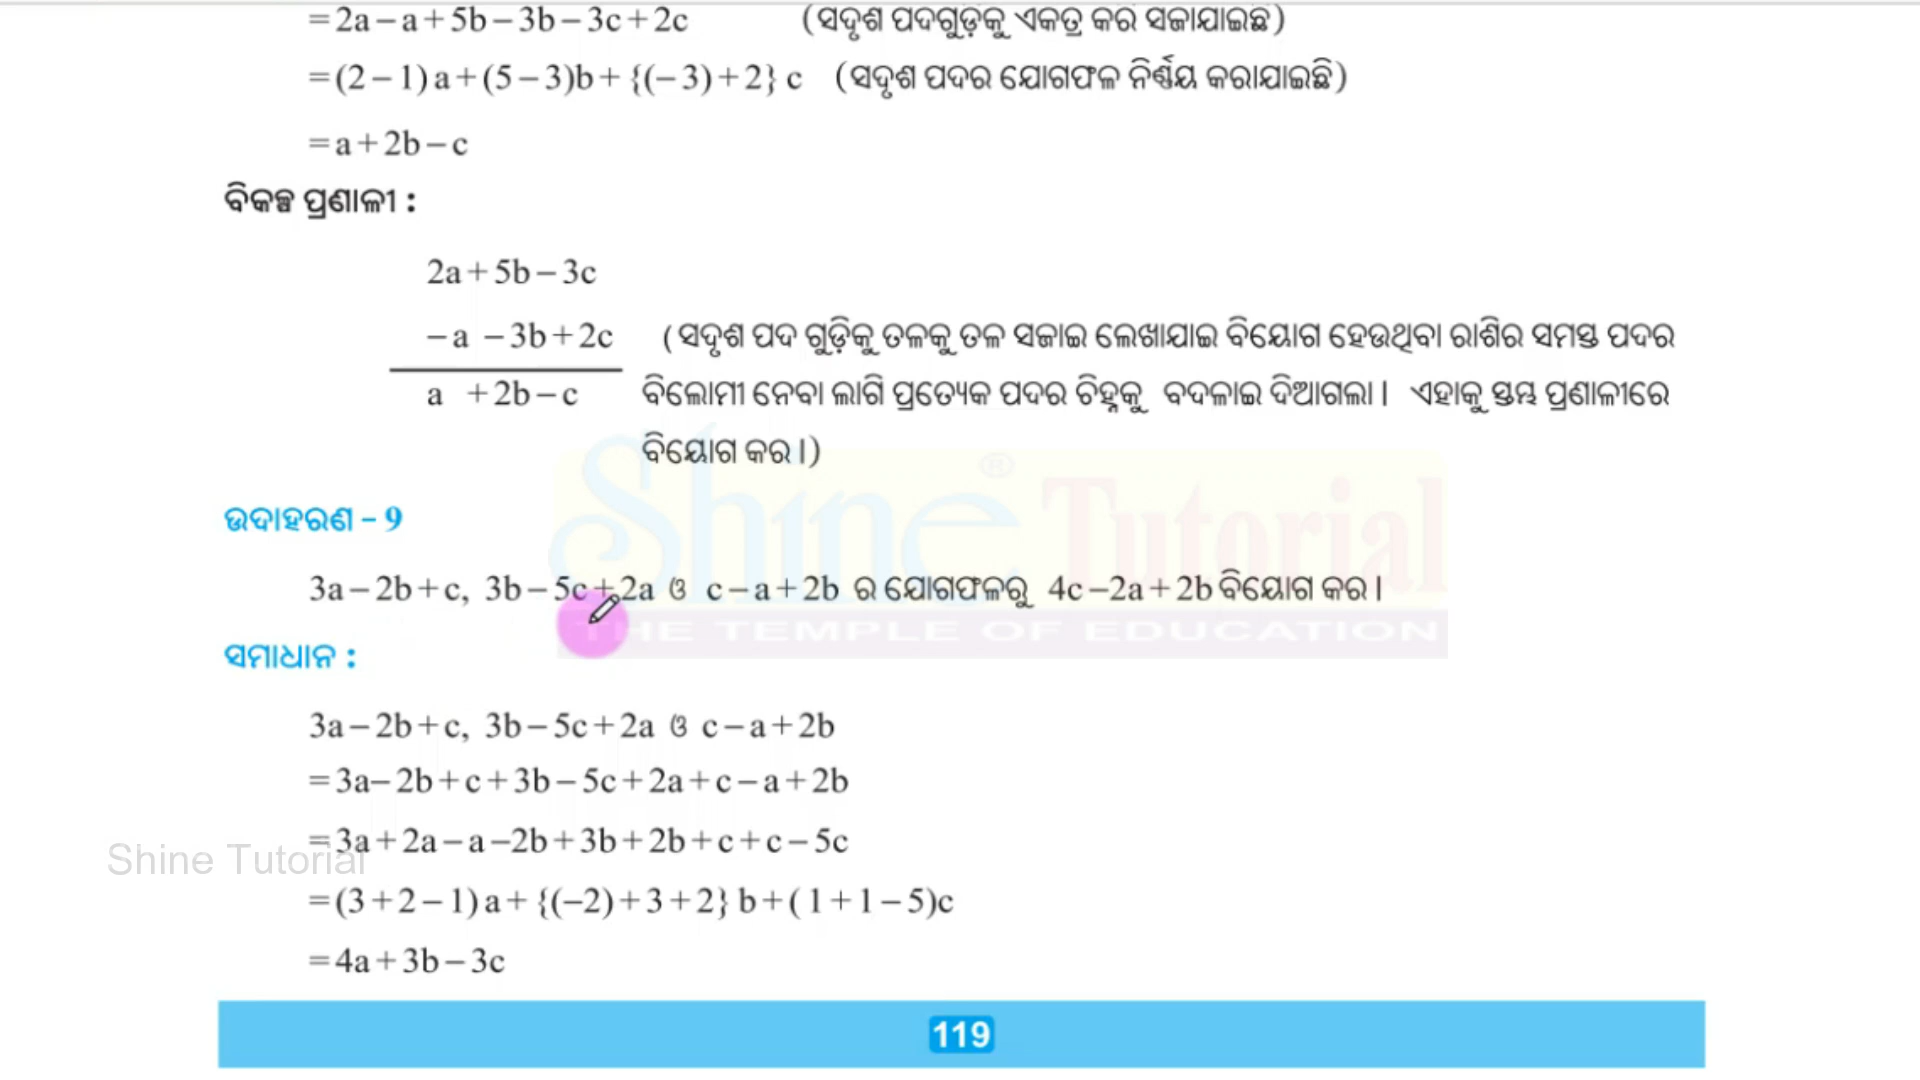 =2a−a+5b−3b−3c+2c (ସଦୃଶ ପଦଗୁଡ଼ିକୁ ଏକତ୍ର କରି ସଜାଯାଇଛି)
=(2−1)a+(5−3)b+{(−3)+2}c (ସଦୃଶ ପଦର ଯୋଗଫଳ ନିର୍ଣ୍ଣୟ କରାଯାଇଛି)
=a+2b−c
ବିକଳ୍ପ ପ୍ରଣାଳୀ :
2a+5b−3c
−a −3b+2c (ସଦୃଶ ପଦ ଗୁଡ଼ିକୁ ତଳକୁ ତଳ ସଜାଇ ଲେଖାଯାଇ ବିୟୋଗ ହେଉଥିବା ରାଶିର ସମସ୍ତ ପଦର
a +2b−c ବିଲୋମୀ ନେବା ଲାଗି ପ୍ରତ୍ୟେକ ପଦର ଚିହ୍ନକୁ ବଦଳାଇ ଦିଆଗଲା। ଏହାକୁ ସ୍ତମ୍ଭ ପ୍ରଣାଳୀରେ
ବିୟୋଗ କର।)
Shine® Tutorial
ଉଦାହରଣ – 9
3a−2b+c, 3b−5c+2a ଓ c−a+2b ର ଯୋଗଫଳରୁ 4c−2a+2b ବିୟୋଗ କର।
THE TEMPLE OF EDUCATION
ସମାଧାନ :
3a−2b+c, 3b−5c+2a ଓ c−a+2b
=3a−2b+c+3b−5c+2a+c−a+2b
=3a+2a−a−2b+3b+2b+c+c−5c
Shine Tutorial
=(3+2−1)a+{(−2)+3+2}b+(1+1−5)c
=4a+3b−3c
119